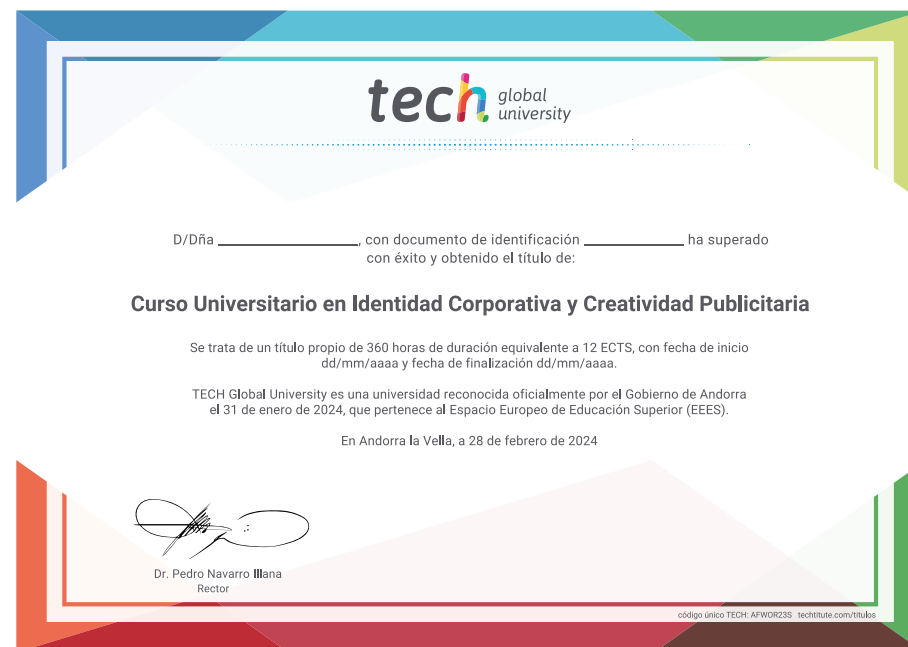 tech global university
D/Dña ____________________, con documento de identificación ______________ ha superado
con éxito y obtenido el título de:
Curso Universitario en Identidad Corporativa y Creatividad Publicitaria
Se trata de un título propio de 360 horas de duración equivalente a 12 ECTS, con fecha de inicio
dd/mm/aaaa y fecha de finalización dd/mm/aaaa.
TECH Global University es una universidad reconocida oficialmente por el Gobierno de Andorra
el 31 de enero de 2024, que pertenece al Espacio Europeo de Educación Superior (EEES).
En Andorra la Vella, a 28 de febrero de 2024
Dr. Pedro Navarro Illana
Rector
código único TECH: AFWOR23S techtitute.com/titulos